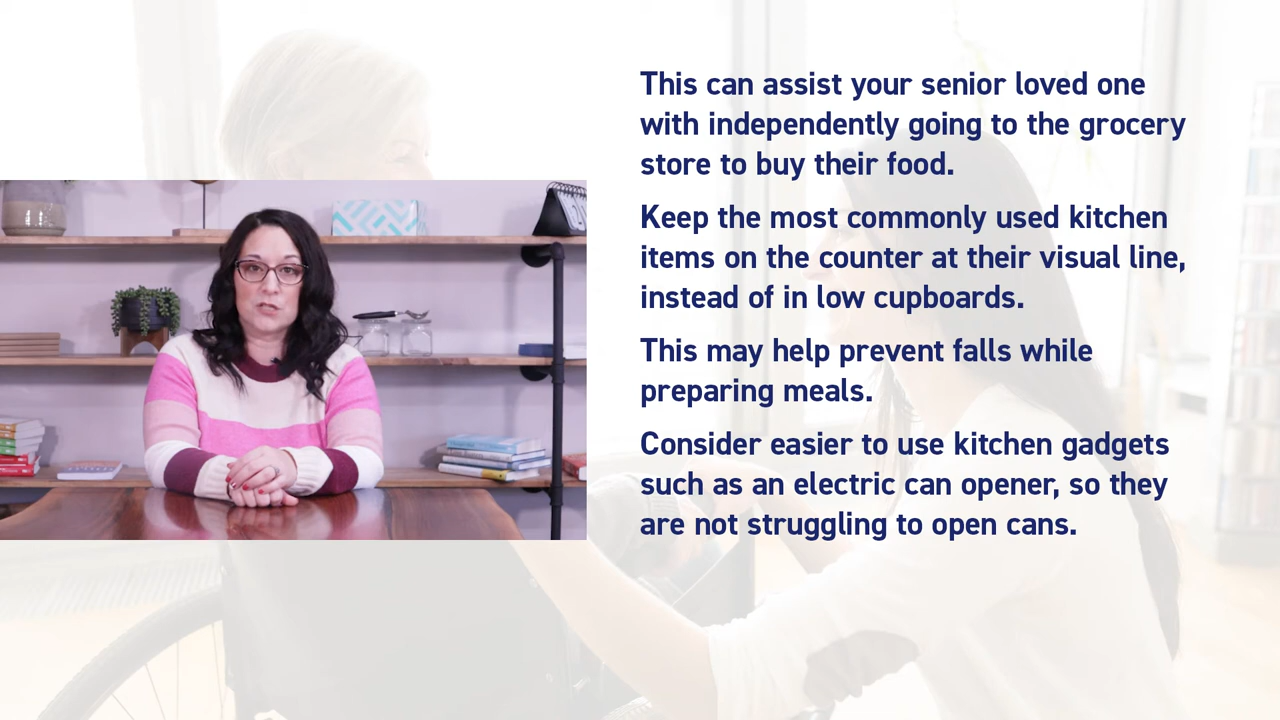 This can assist your senior loved one
with independently going to the grocery
store to buy their food.
Keep the most commonly used kitchen
items on the counter at their visual line,
instead of in low cupboards.
This may help prevent falls while
preparing meals.
Consider easier to use kitchen gadgets
such as an electric can opener, so they
are not struggling to open cans.